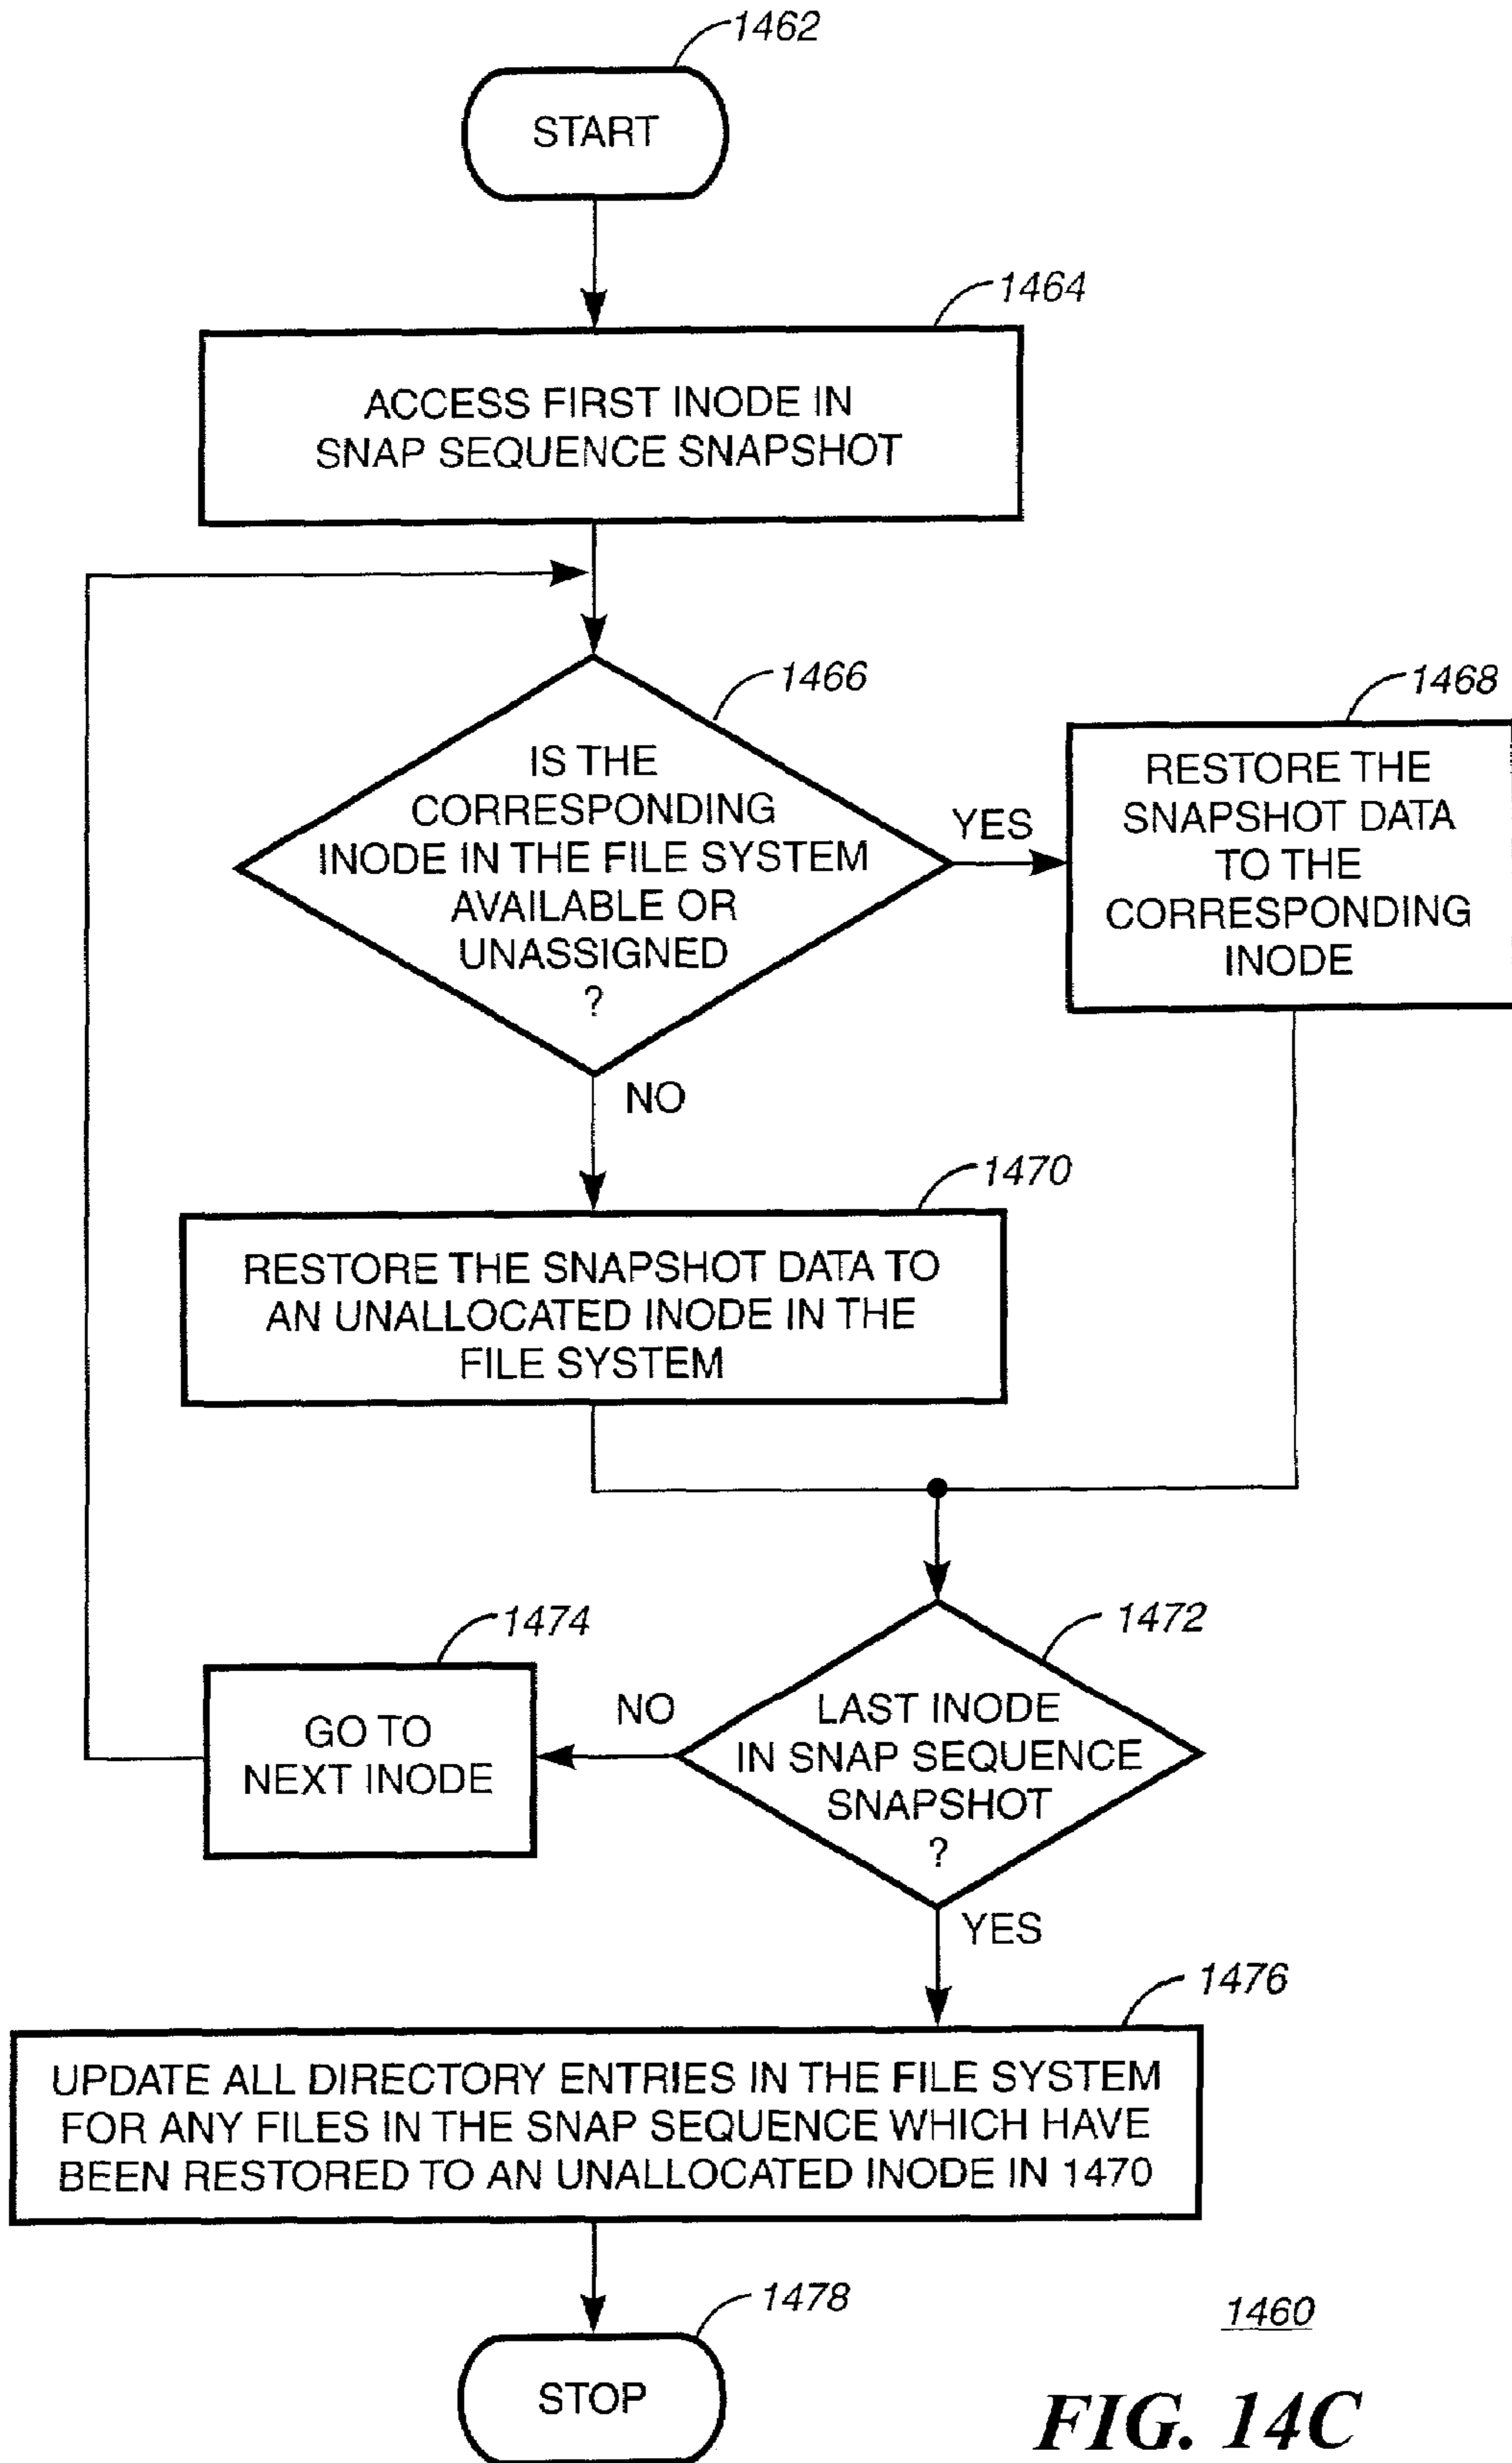 1462
START
1464
ACCESS FIRST INODE IN
SNAP SEQUENCE SNAPSHOT
1466
IS THE
CORRESPONDING
INODE IN THE FILE SYSTEM
AVAILABLE OR
UNASSIGNED
?
YES
1468
RESTORE THE
SNAPSHOT DATA
TO THE
CORRESPONDING
INODE
NO
1470
RESTORE THE SNAPSHOT DATA TO
AN UNALLOCATED INODE IN THE
FILE SYSTEM
1472
LAST INODE
IN SNAP SEQUENCE
SNAPSHOT
?
NO
1474
GO TO
NEXT INODE
YES
1476
UPDATE ALL DIRECTORY ENTRIES IN THE FILE SYSTEM
FOR ANY FILES IN THE SNAP SEQUENCE WHICH HAVE
BEEN RESTORED TO AN UNALLOCATED INODE IN 1470
1478
STOP
1460
FIG. 14C